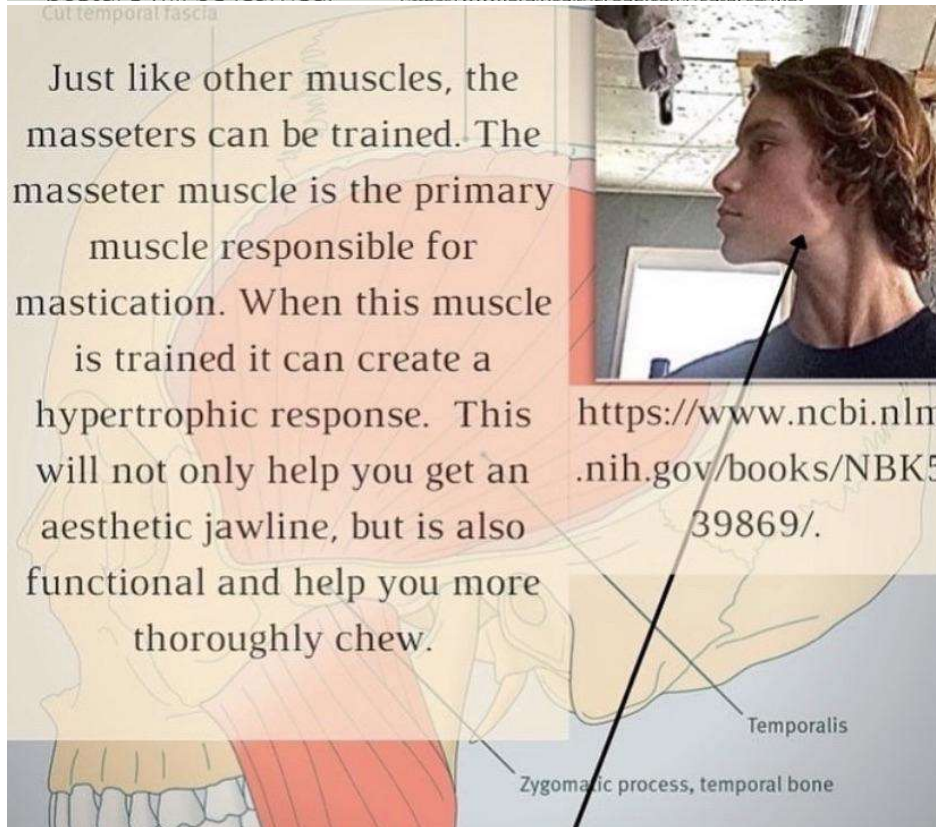 Cut temporal fascia
Just like other muscles, the
masseters can be trained. The
masseter muscle is the primary
muscle responsible for
mastication. When this muscle
is trained it can create a
hypertrophic response. This
will not only help you get an
aesthetic jawline, but is also
functional and help you more
thoroughly chew.
https://www.ncbi.nlm
.nih.gov/books/NBK5
39869/.
Temporalis
Zygomatic process, temporal bone